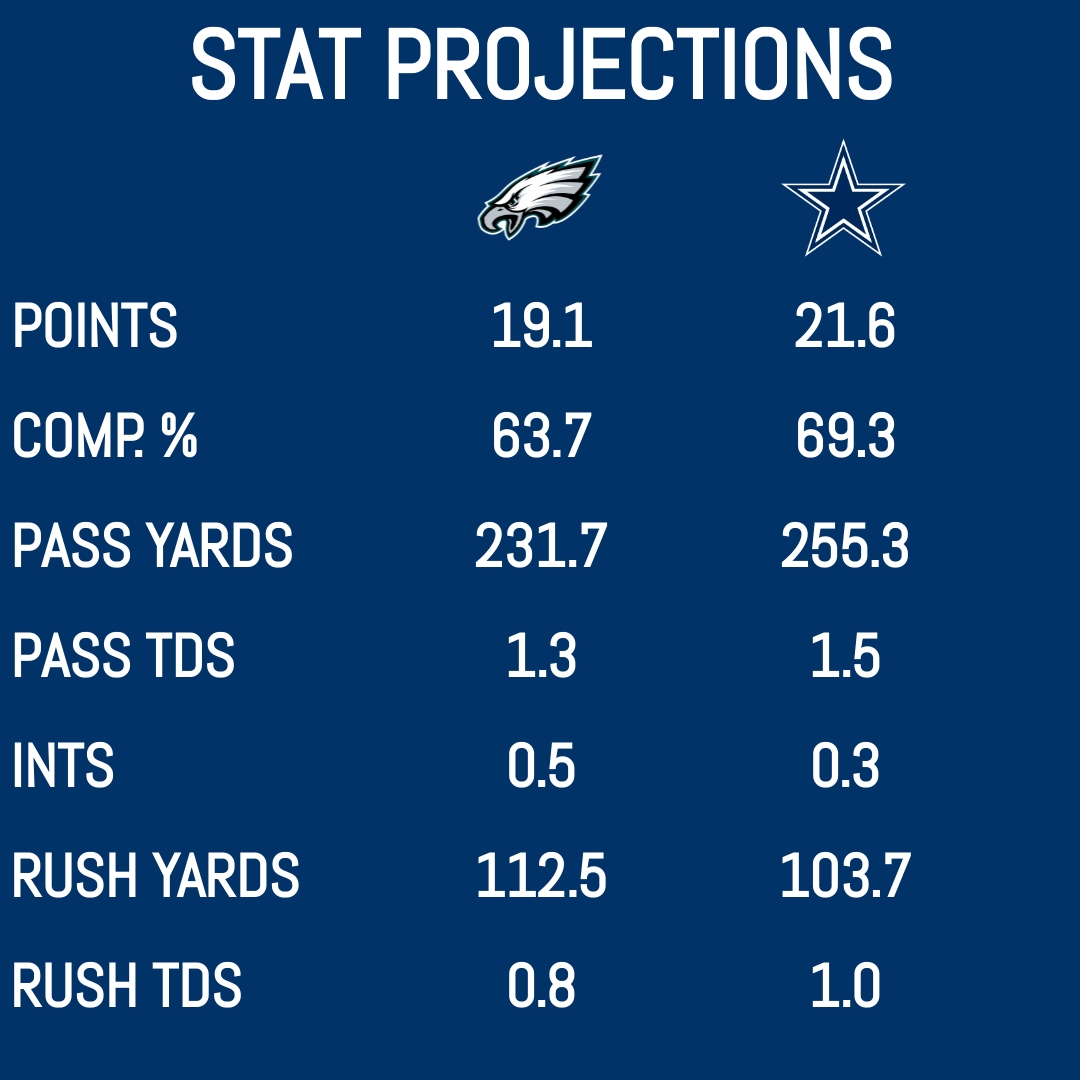 STAT PROJECTIONS
POINTS 19.1 21.6
COMP. % 63.7 69.3
PASS YARDS 231.7 255.3
PASS TDS 1.3 1.5
INTS 0.5 0.3
RUSH YARDS 112.5 103.7
RUSH TDS 0.8 1.0